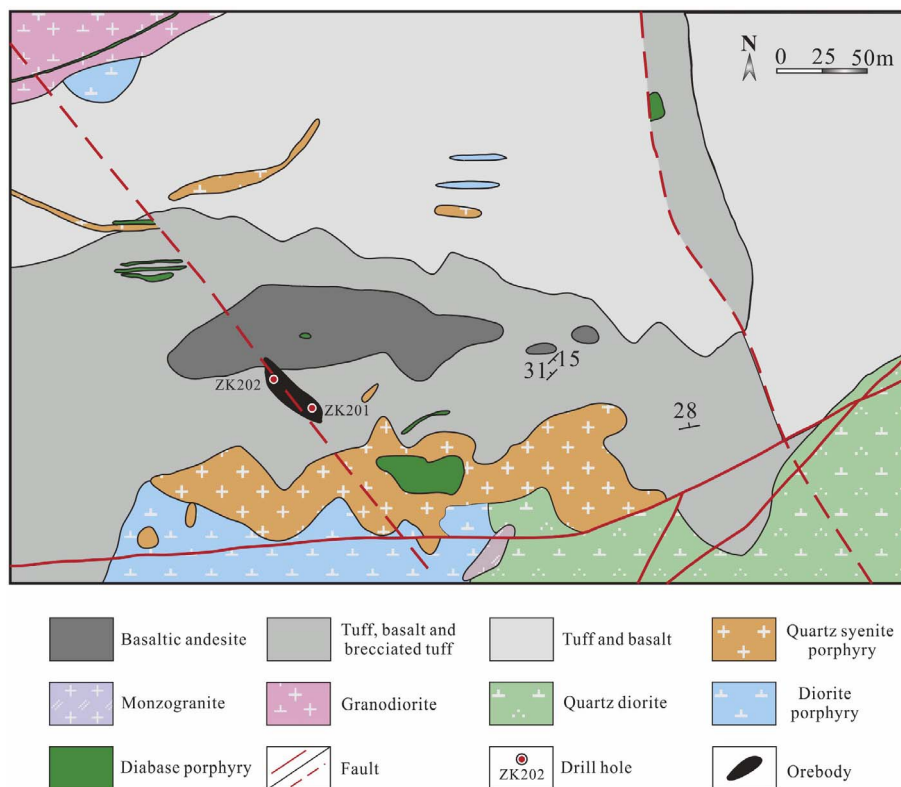 N
0 25 50m
15
31
ZK202
ZK201
28
Basaltic andesite
Tuff, basalt and
brecciated tuff
Tuff and basalt
Quartz syenite
porphyry
Monzogranite
Granodiorite
Quartz diorite
Diorite
porphyry
Diabase porphyry
Fault
ZK202
Drill hole
Orebody